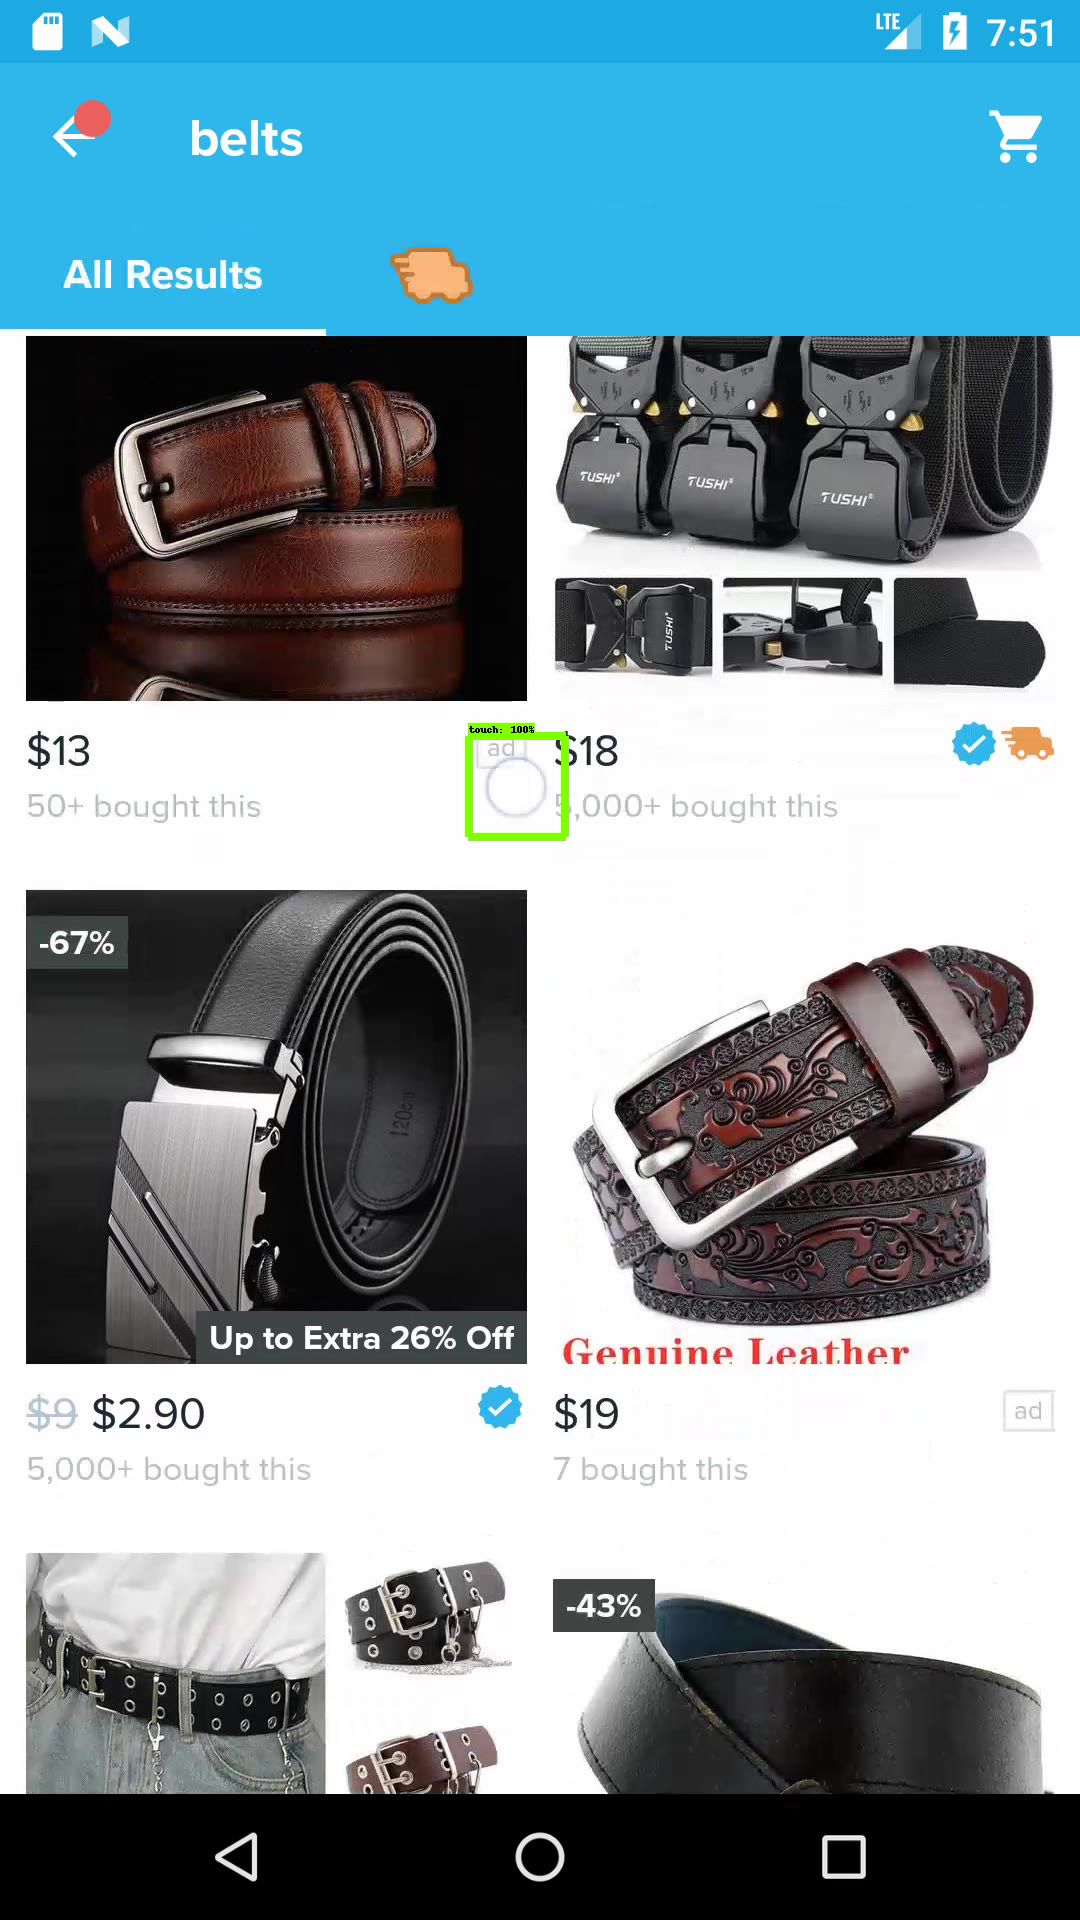 LTE
7:51
belts
All Results
TUSHI®
TUSHI®
TUSHI®
TUSHI®
touch: 100%
$13
ad
$18
50+ bought this
5,000+ bought this
-67%
120cm
Up to Extra 26% Off
Genuine Leather
$9 $2.90
$19
ad
5,000+ bought this
7 bought this
-43%